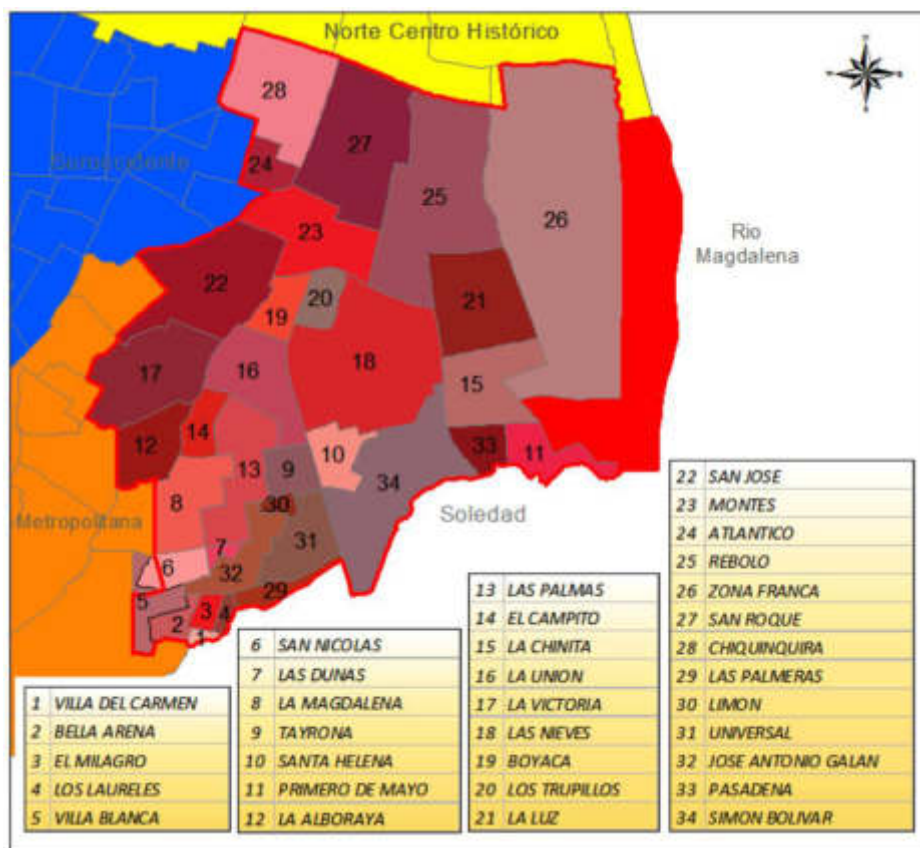 Norte Centro Histórico
28
27
24
Suroccidente
25
26
23
Rio
Magdalena
22
20
21
19
18
17
16
15
14
12
10
33
11
13
9
8
34
30
Metropolitana
Soledad
7
31
6
32
29
5
3
4
2
1
1 VILLA DEL CARMEN
2 BELLA ARENA
3 EL MILAGRO
4 LOS LAURELES
5 VILLA BLANCA
6 SAN NICOLAS
7 LAS DUNAS
8 LA MAGDALENA
9 TAYRONA
10 SANTA HELENA
11 PRIMERO DE MAYO
12 LA ALBORAYA
13 LAS PALMAS
14 EL CAMPITO
15 LA CHINITA
16 LA UNION
17 LA VICTORIA
18 LAS NIEVES
19 BOYACA
20 LOS TRUPILLOS
21 LA LUZ
22 SAN JOSE
23 MONTES
24 ATLANTICO
25 REBOLO
26 ZONA FRANCA
27 SAN ROQUE
28 CHIQUINQUIRA
29 LAS PALMERAS
30 LIMON
31 UNIVERSAL
32 JOSE ANTONIO GALAN
33 PASADENA
34 SIMON BOLIVAR